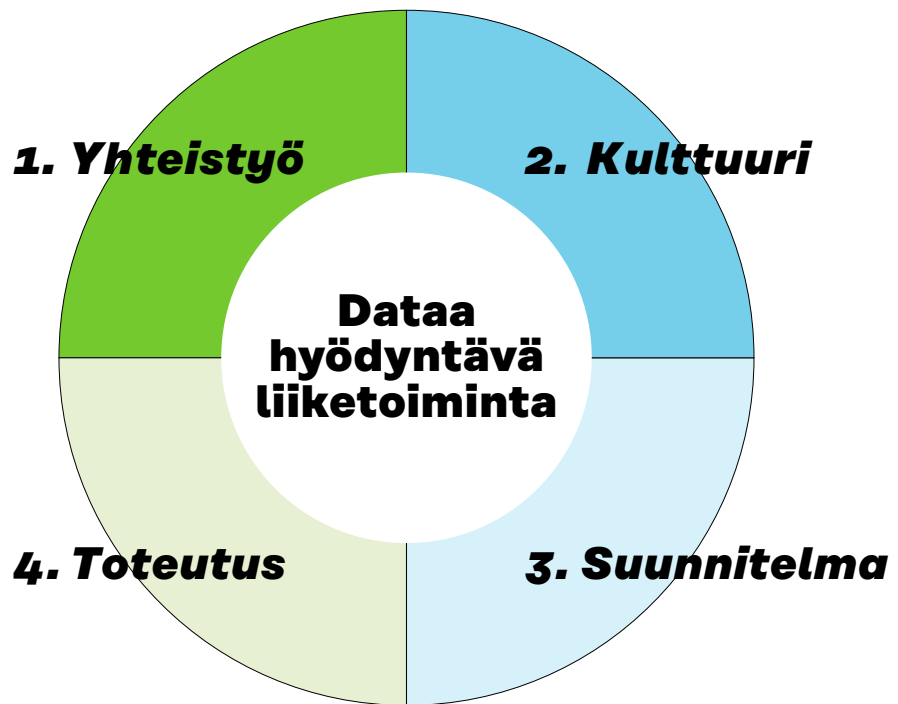 1. Yhteistyö
2. Kulttuuri
Dataa
hyödyntävä
liiketoiminta
4. Toteutus
3. Suunnitelma